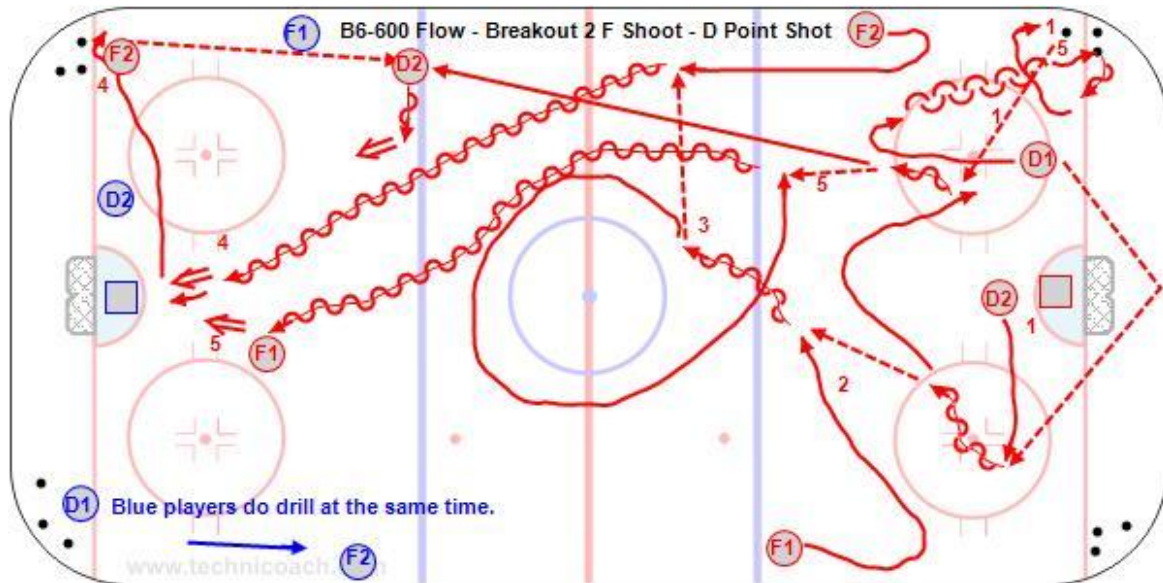 B6-600 Flow - Breakout 2 F Shoot - D Point Shot
F1
F2
D2
F2
1
5
4
1
D1
D2
5
3
4
D2
1
5
F1
2
D1
Blue players do drill at the same time.
F1
F2
www.technicoach.com